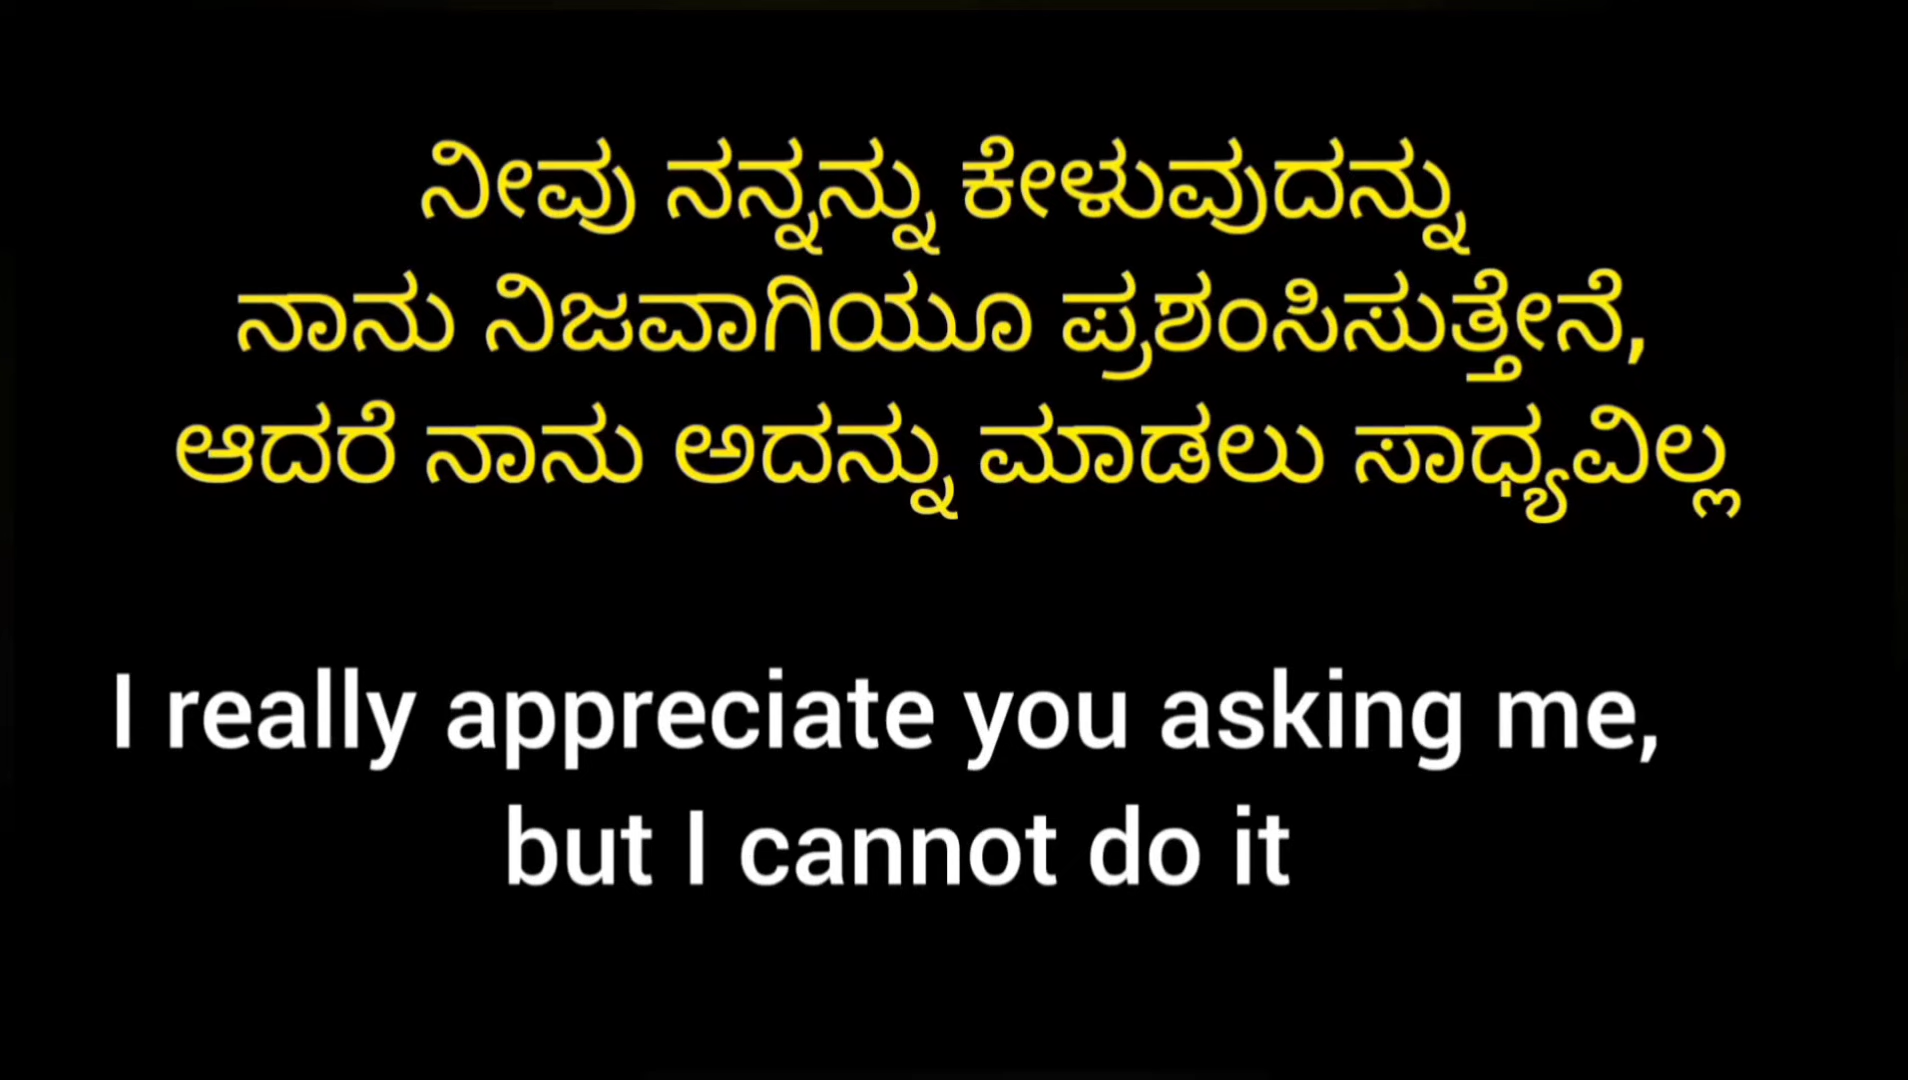 ನೀವು ನನ್ನನ್ನು ಕೇಳುವುದನ್ನು
ನಾನು ನಿಜವಾಗಿಯೂ ಪ್ರಶಂಸಿಸುತ್ತೇನೆ,
ಆದರೆ ನಾನು ಅದನ್ನು ಮಾಡಲು ಸಾಧ್ಯವಿಲ್ಲ
I really appreciate you asking me,
but I cannot do it